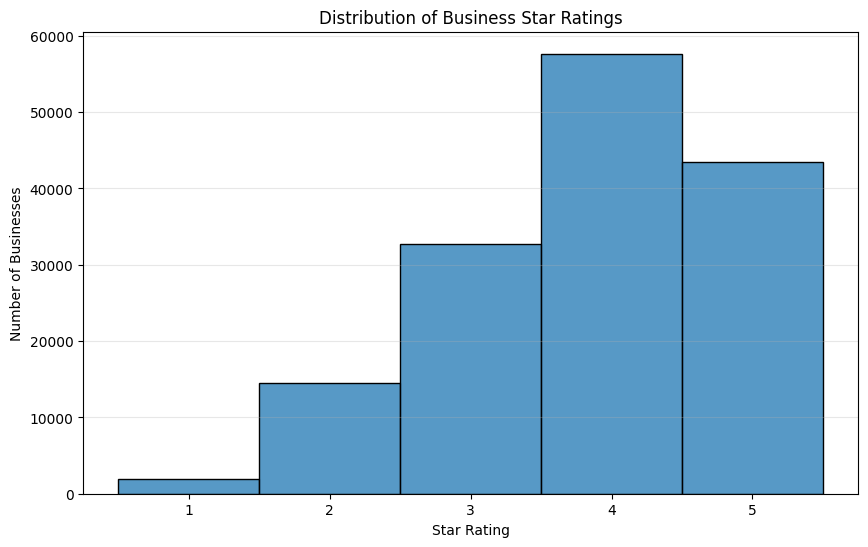 Distribution of Business Star Ratings
60000
50000
40000
30000
20000
10000
0
Number of Businesses
1 2 3 4 5
Star Rating